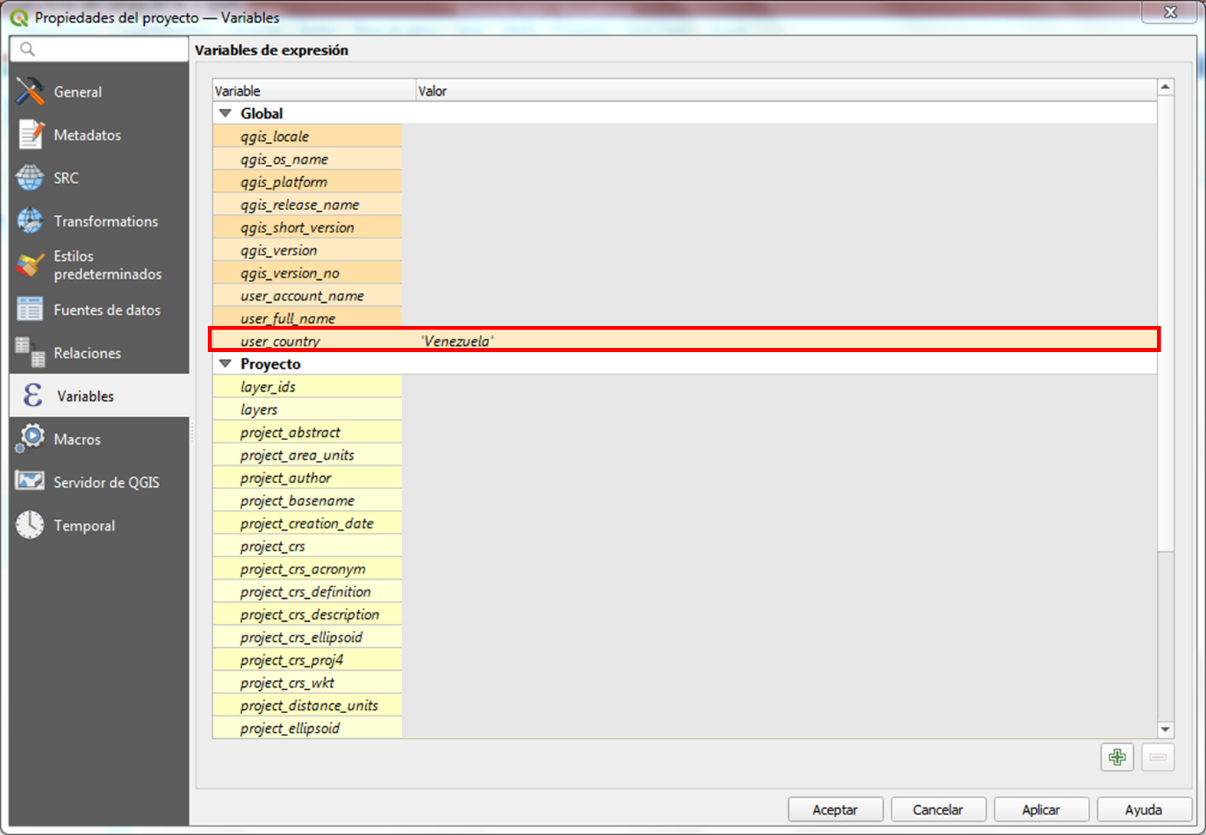 Propiedades del proyecto — Variables
Variables de expresión
General
Metadatos
SRC
Transformations
Estilos
predeterminados
Fuentes de datos
Relaciones
Variables
Macros
Servidor de QGIS
Temporal
Variable Valor
Global
qgis_locale
qgis_os_name
qgis_platform
qgis_release_name
qgis_short_version
qgis_version
qgis_version_no
user_account_name
user_full_name
user_country 'Venezuela'
Proyecto
layer_ids
layers
project_abstract
project_area_units
project_author
project_basename
project_creation_date
project_crs
project_crs_acronym
project_crs_definition
project_crs_description
project_crs_ellipsoid
project_crs_proj4
project_crs_wkt
project_distance_units
project_ellipsoid
Aceptar Cancelar Aplicar Ayuda